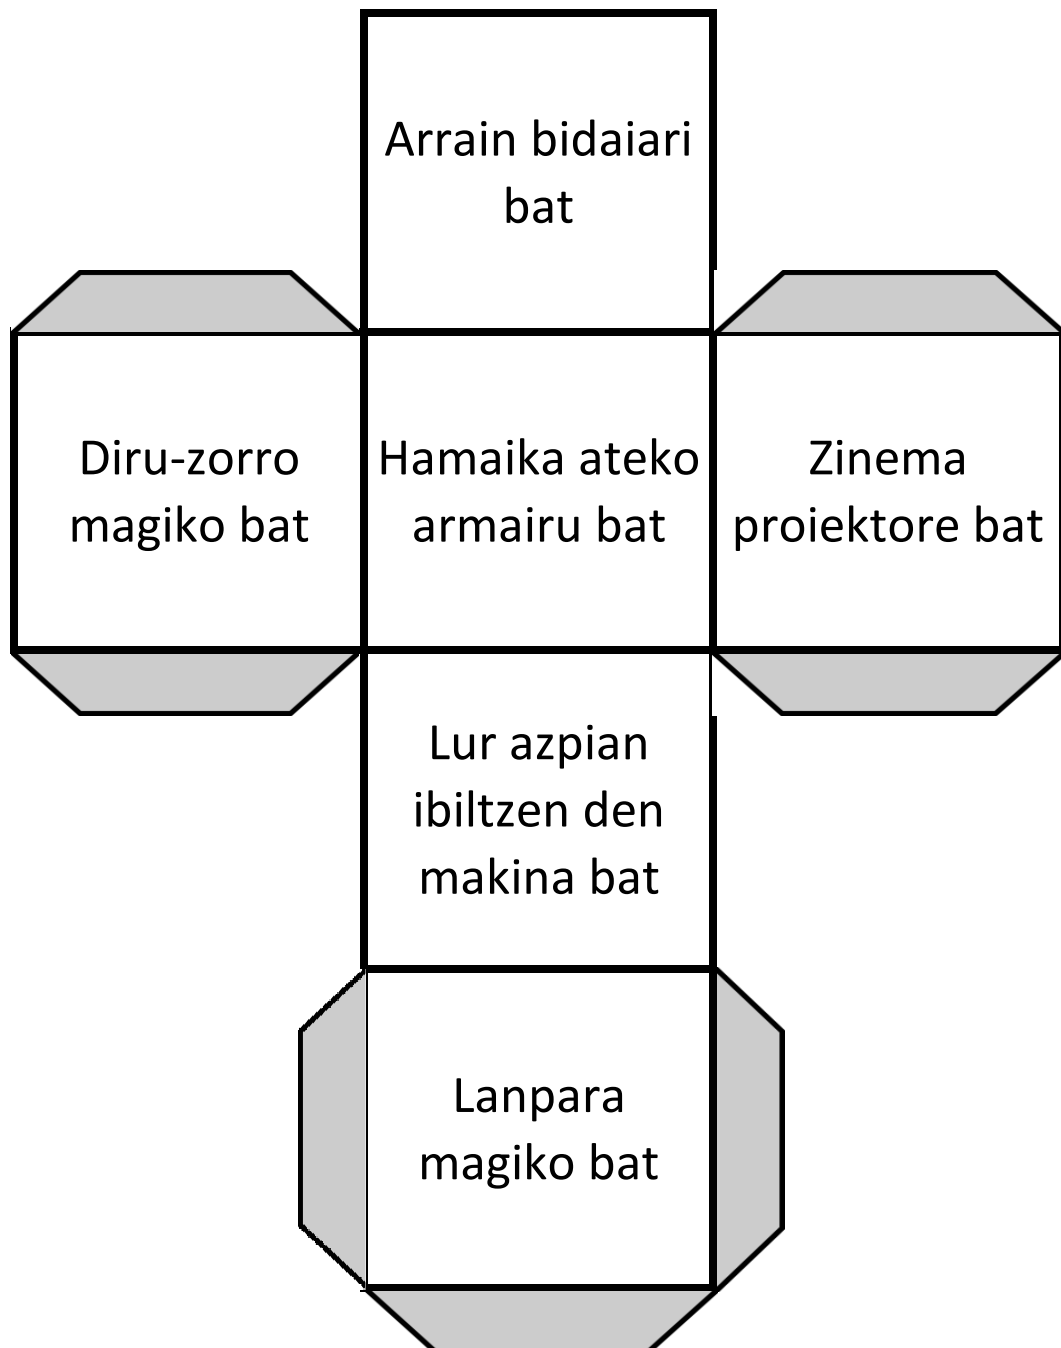 Arrain bidaiari
bat
Diru-zorro
magiko bat
Hamaika ateko
armairu bat
Zinema
proiektore bat
Lur azpian
ibiltzen den
makina bat
Lanpara
magiko bat